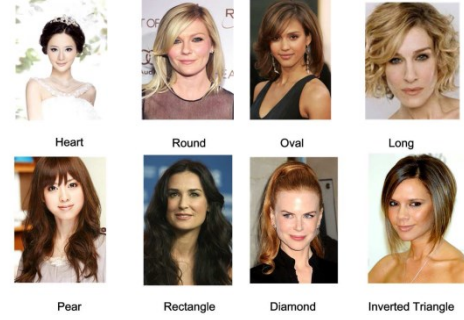 Heart
Round
Oval
Long
Pear
Rectangle
Diamond
Inverted Triangle